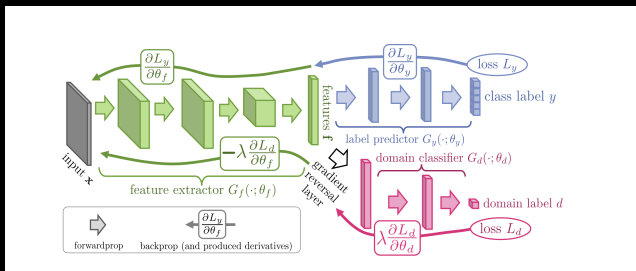 ∂L_y/∂θ_f
∂L_y/∂θ_y
loss L_y
input x
features f
class label y
label predictor G_y(·; θ_y)
−λ ∂L_d/∂θ_f
feature extractor G_f(·; θ_f)
gradient
reversal
layer
domain classifier G_d(·; θ_d)
domain label d
λ ∂L_d/∂θ_d
loss L_d
forwardprop
∂L_y/∂θ_f
backprop (and produced derivatives)